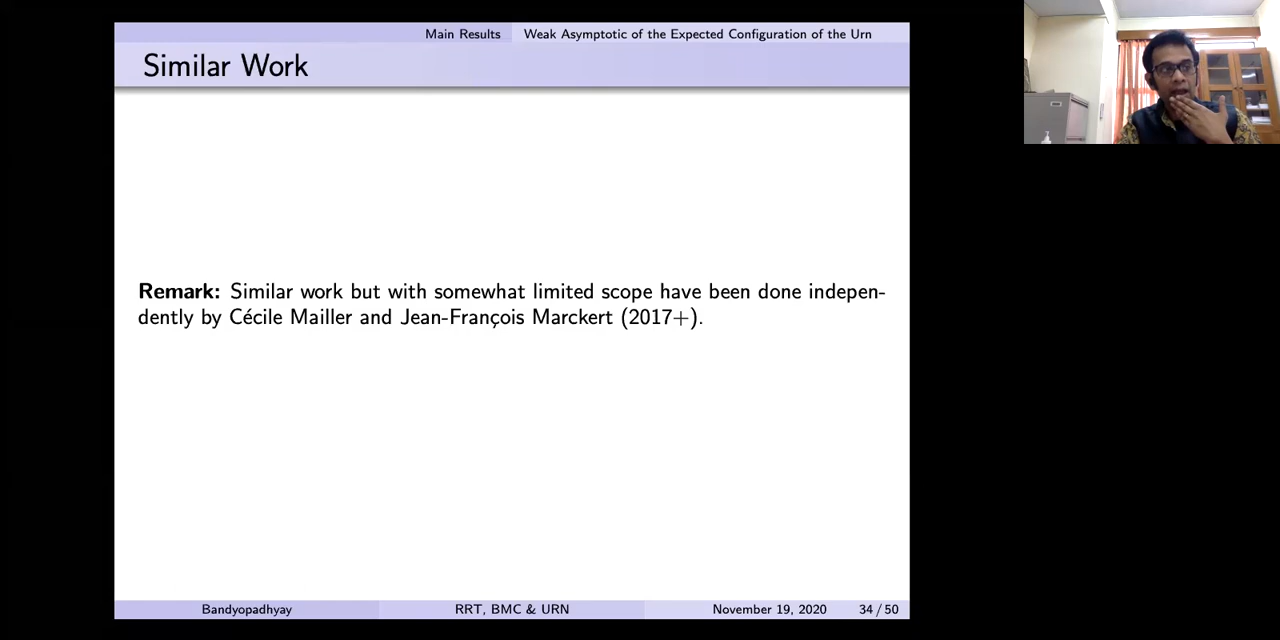 Main Results Weak Asymptotic of the Expected Configuration of the Urn
Similar Work
Remark: Similar work but with somewhat limited scope have been done indepen-
dently by Cécile Mailler and Jean-François Marckert (2017+).
Bandyopadhyay RRT, BMC & URN November 19, 2020 34 / 50